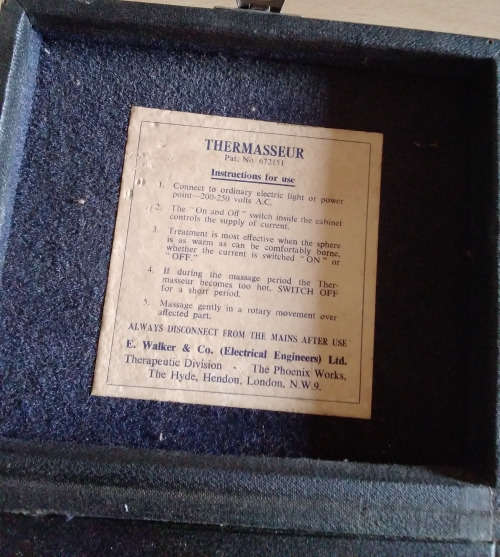 THERMASSEUR
Pat. No. 672151
Instructions for use
1. Connect to ordinary electric light or power
point—200-250 volts A.C.
2. The "On and Off" switch inside the cabinet
controls the supply of current.
3. Treatment is most effective when the sphere
is as warm as can be comfortably borne,
whether the current is switched "ON" or
"OFF."
4. If during the massage period the Ther-
masseur becomes too hot, SWITCH OFF
for a short period.
5. Massage gently in a rotary movement over
affected part.
ALWAYS DISCONNECT FROM THE MAINS AFTER USE
E. Walker & Co. (Electrical Engineers) Ltd.
Therapeutic Division - The Phoenix Works,
The Hyde, Hendon, London, N.W.9.